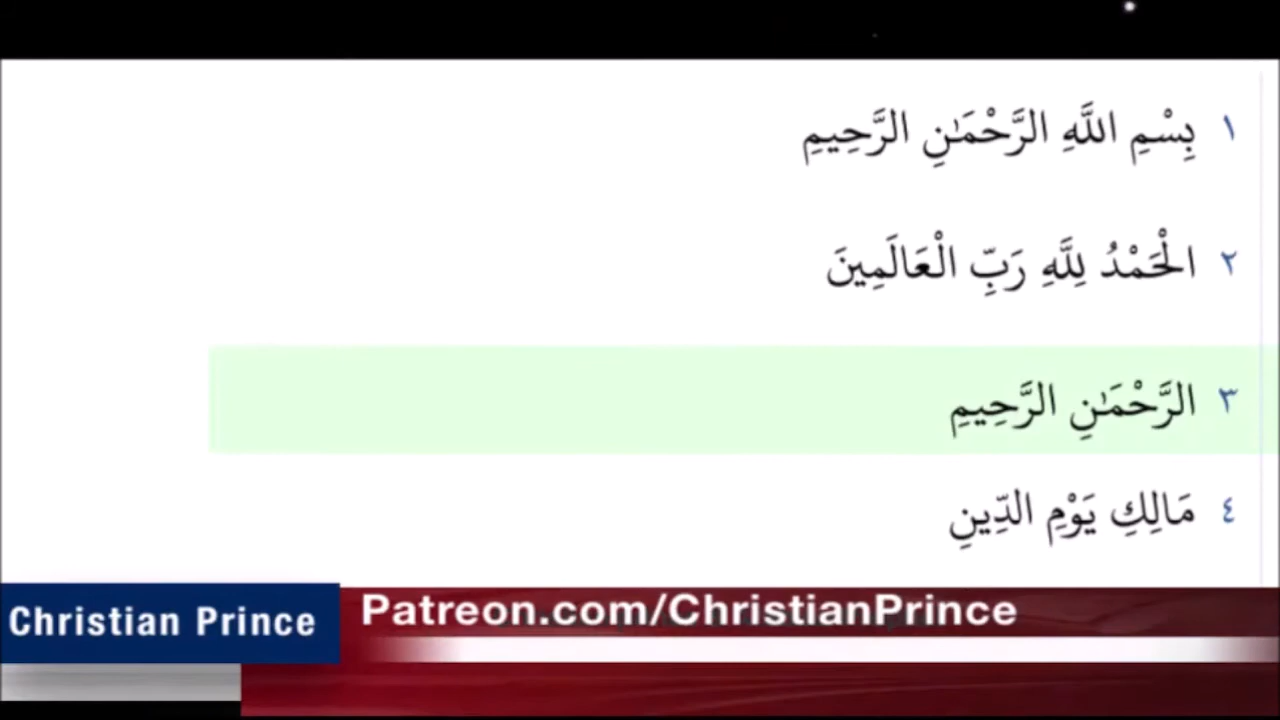 ١ بِسْمِ اللَّهِ الرَّحْمَٰنِ الرَّحِيمِ
٢ الْحَمْدُ لِلَّهِ رَبِّ الْعَالَمِينَ
٣ الرَّحْمَٰنِ الرَّحِيمِ
٤ مَالِكِ يَوْمِ الدِّينِ
Christian Prince
Patreon.com/ChristianPrince